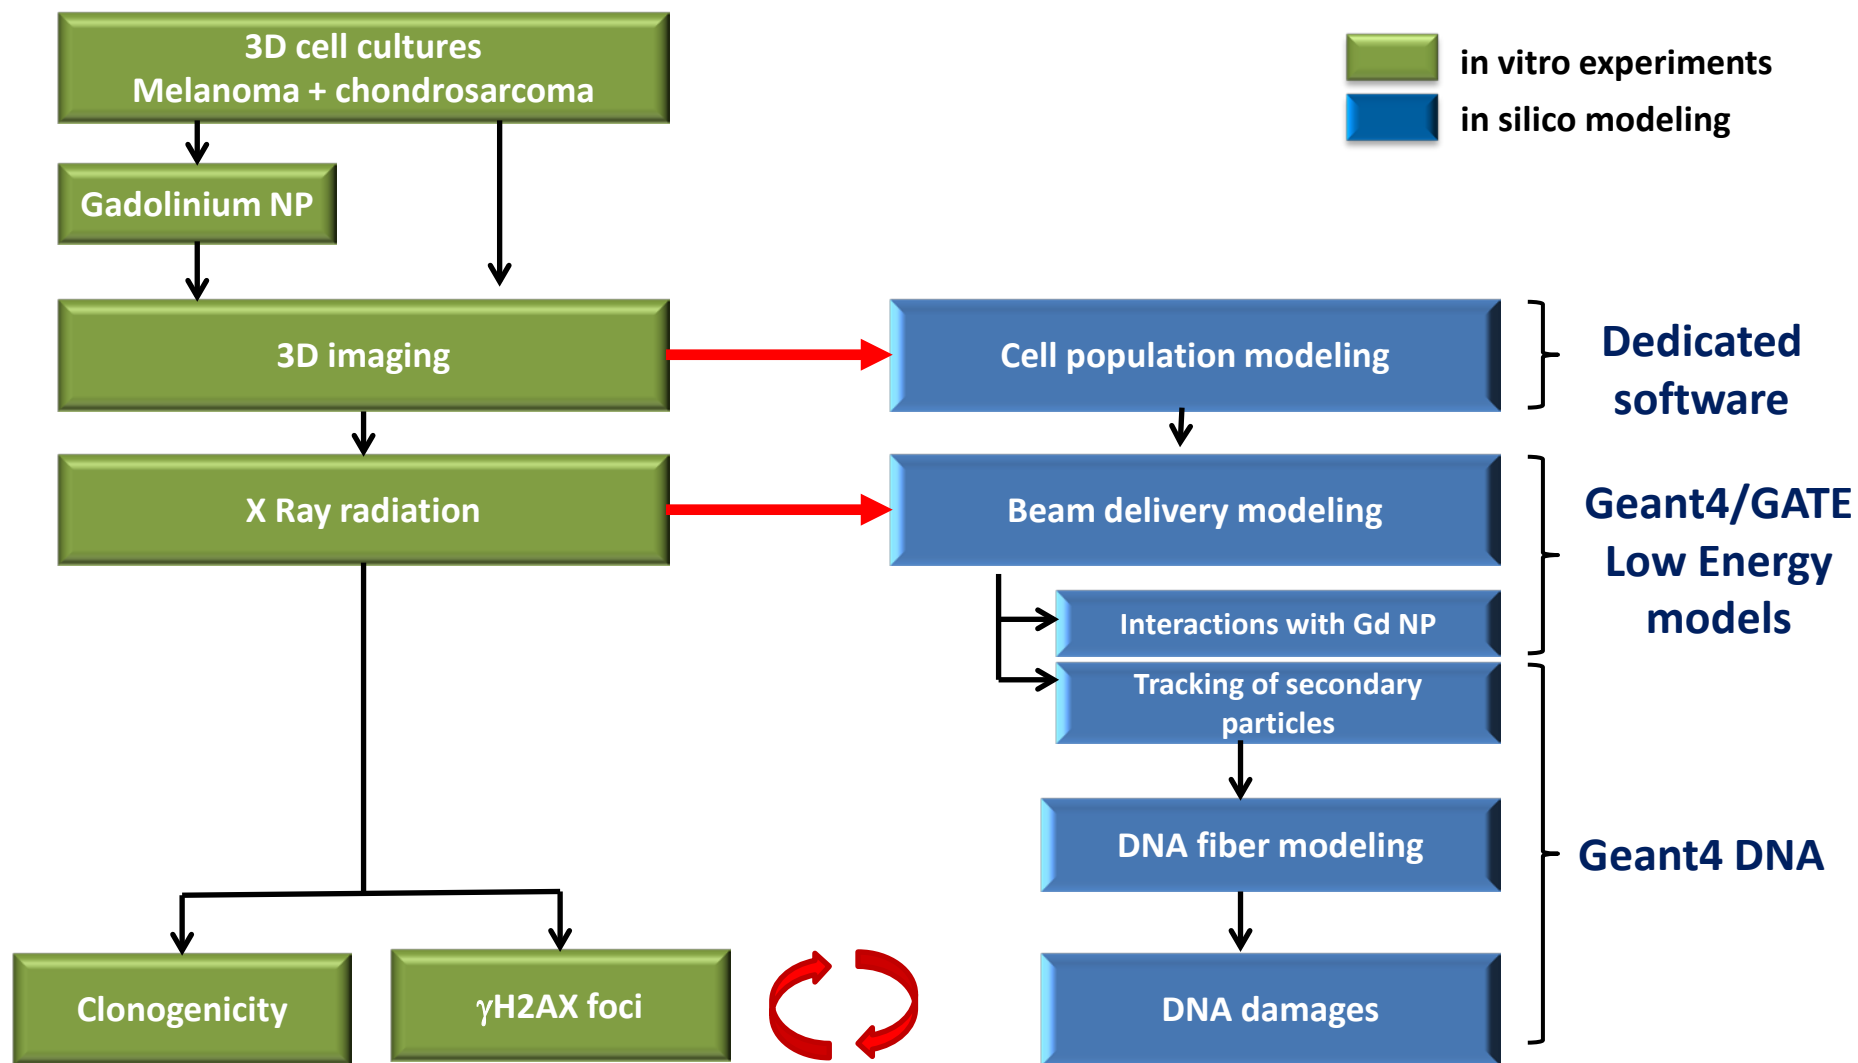 3D cell cultures
Melanoma + chondrosarcoma
in vitro experiments
in silico modeling
Gadolinium NP
3D imaging
Cell population modeling
Dedicated
software
X Ray radiation
Beam delivery modeling
Geant4/GATE
Low Energy
models
Interactions with Gd NP
Tracking of secondary
particles
DNA fiber modeling
Geant4 DNA
Clonogenicity
γH2AX foci
DNA damages